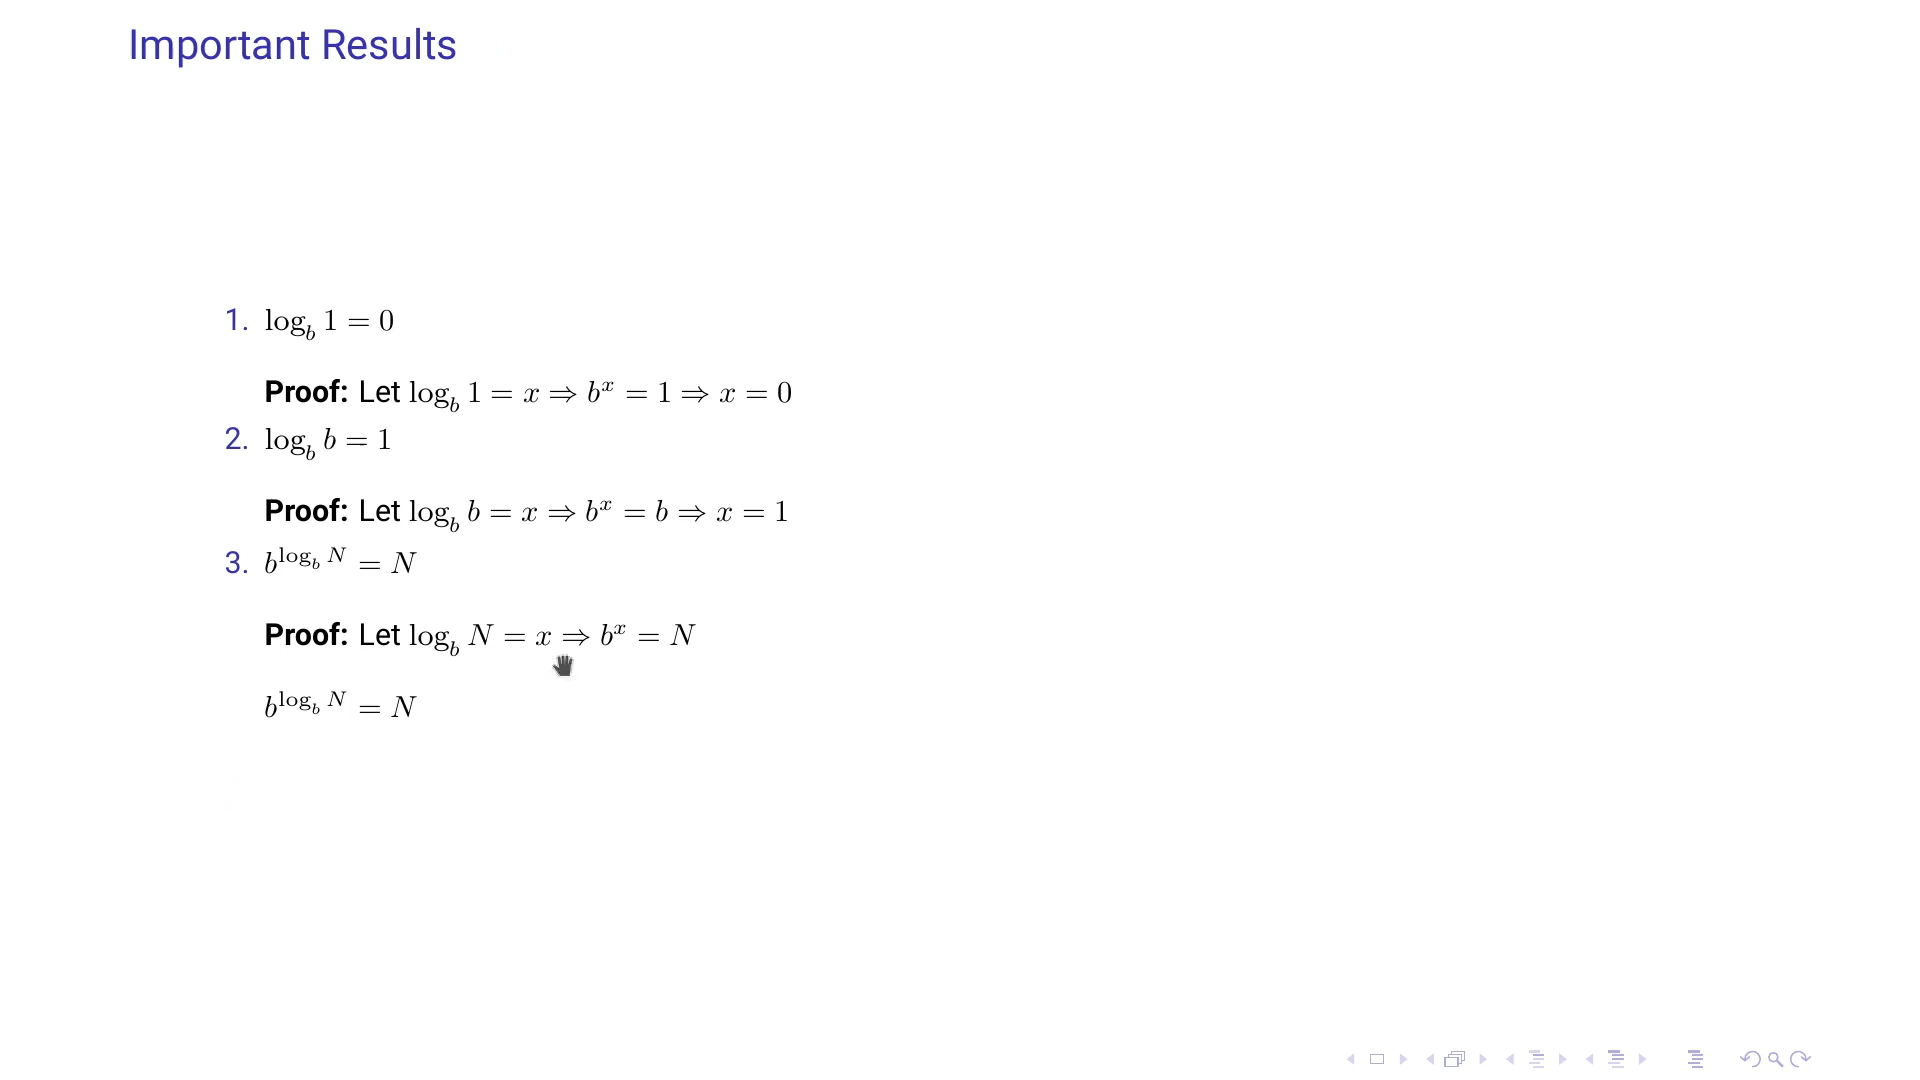 Important Results
1. log_b 1 = 0
Proof: Let log_b 1 = x ⇒ b^x = 1 ⇒ x = 0
2. log_b b = 1
Proof: Let log_b b = x ⇒ b^x = b ⇒ x = 1
3. b^{log_b N} = N
Proof: Let log_b N = x ⇒ b^x = N
b^{log_b N} = N